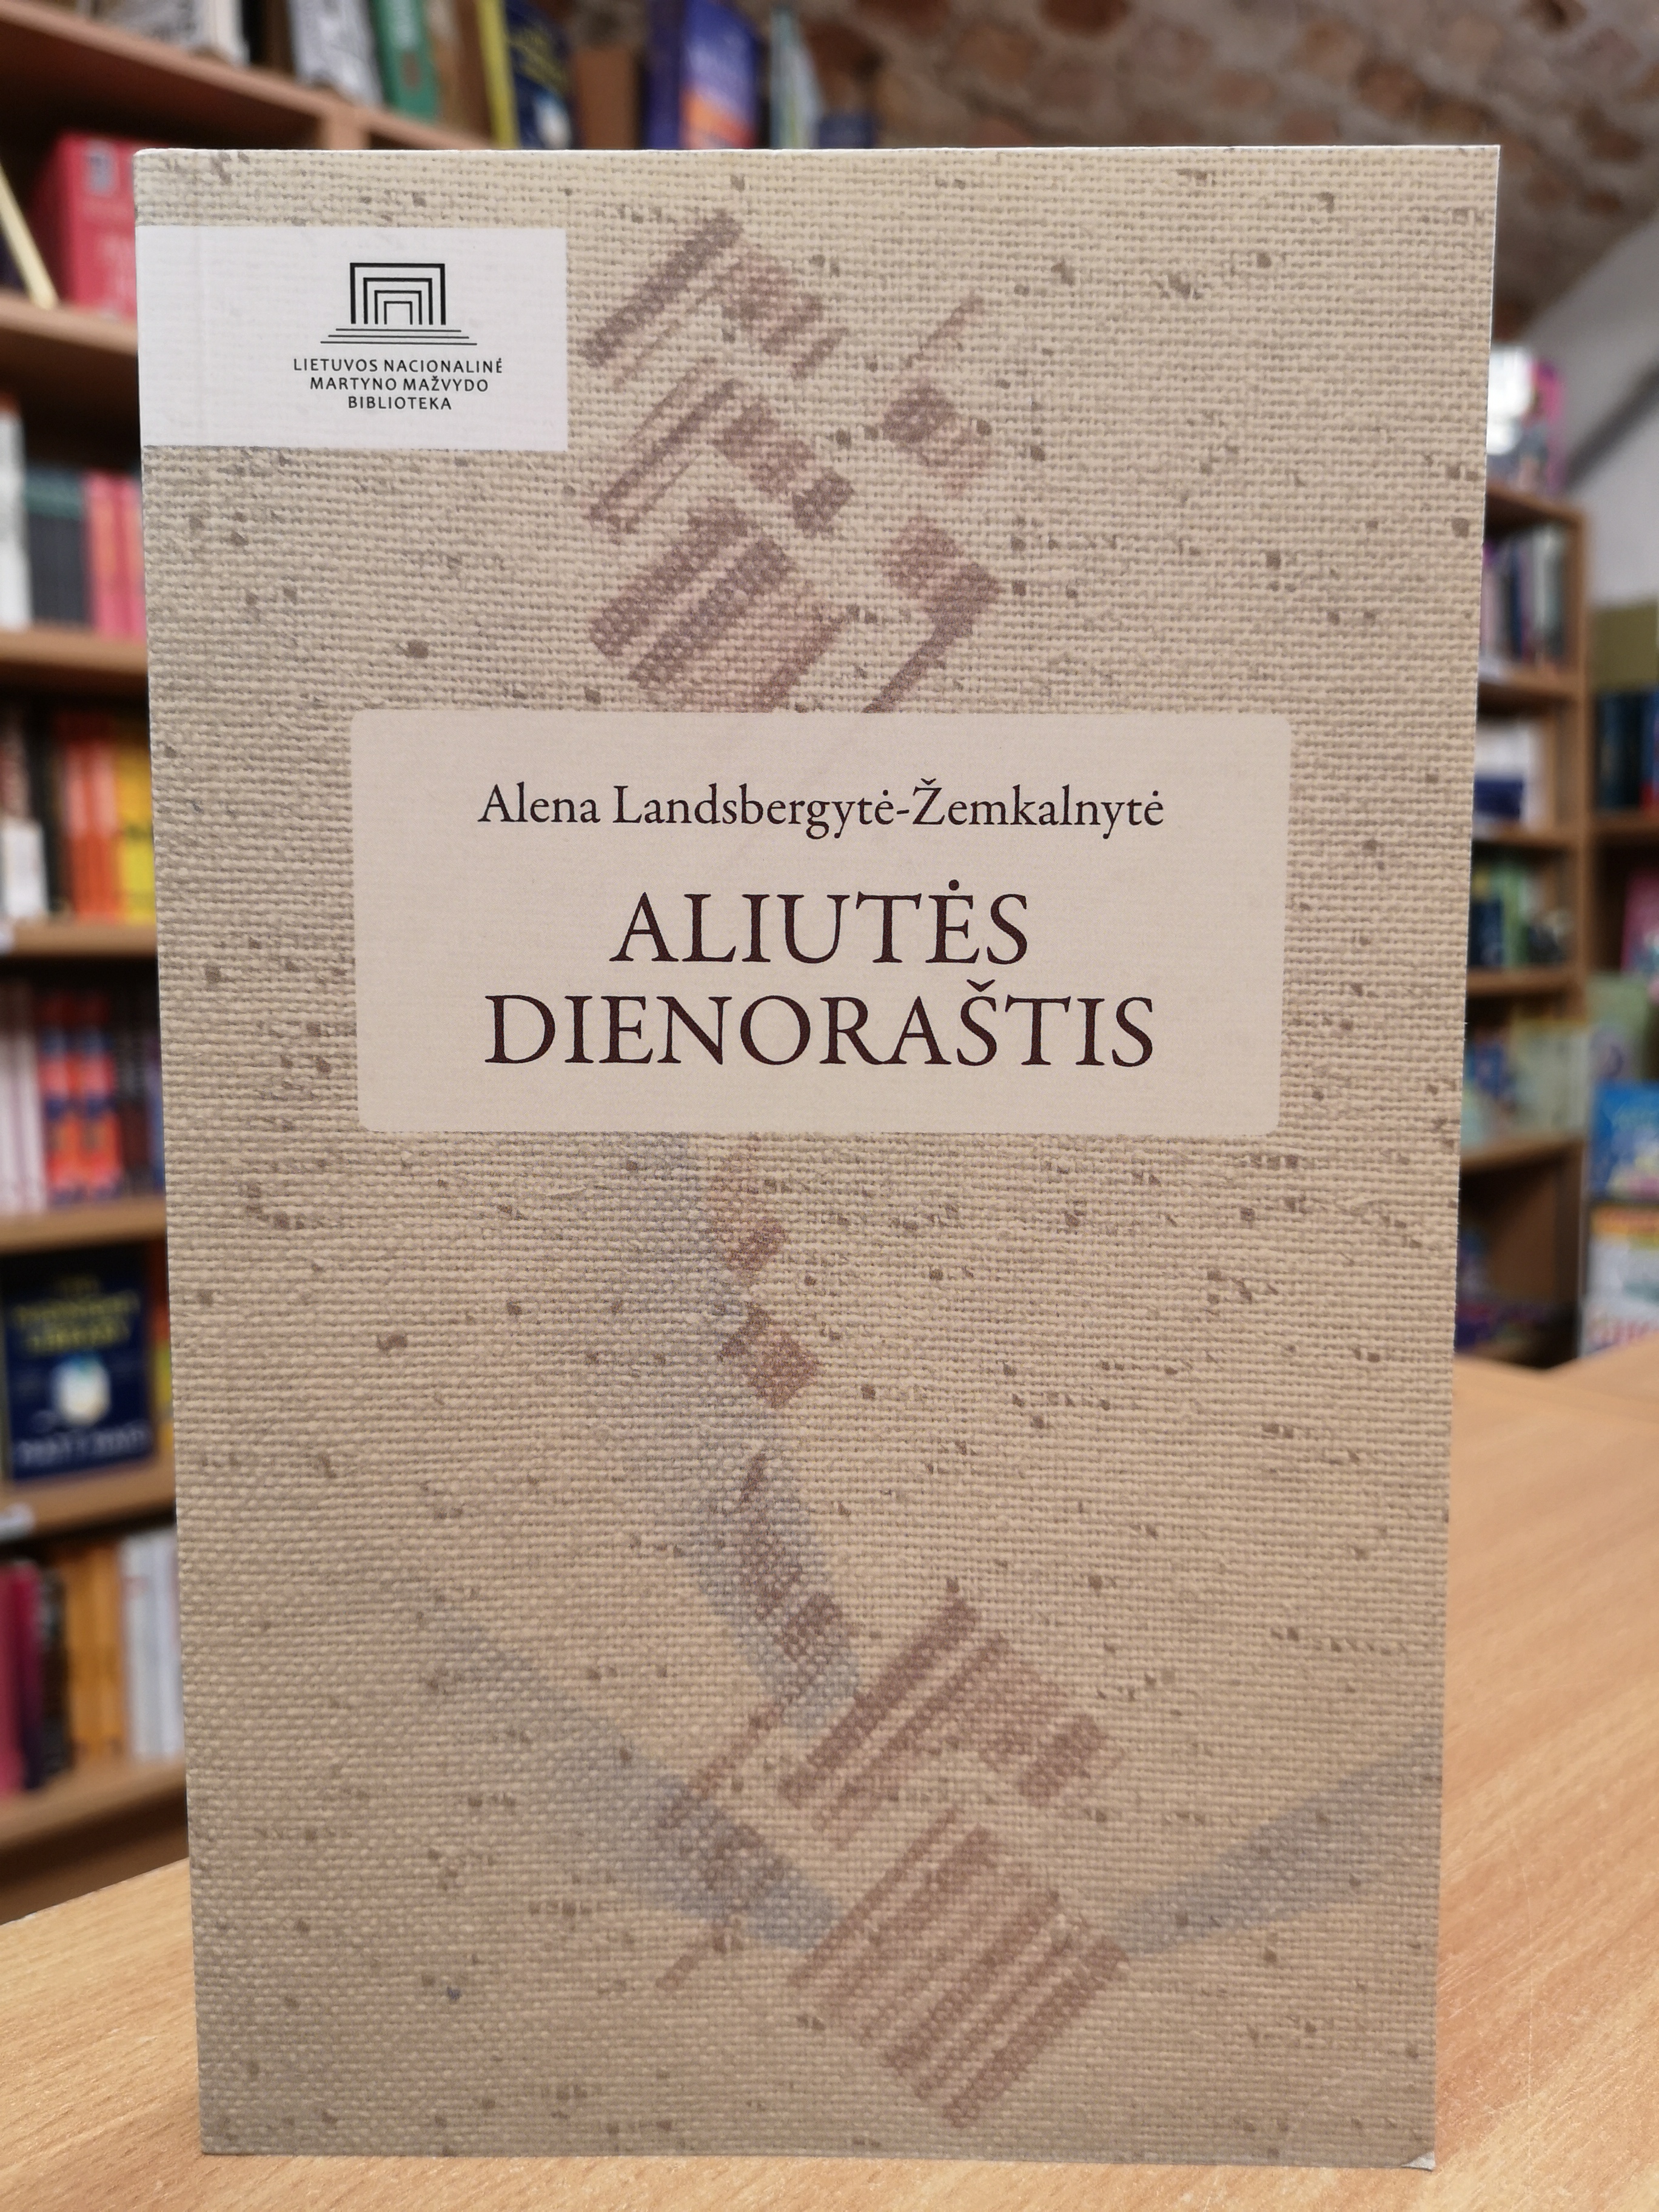 LIETUVOS NACIONALINĖ
MARTYNO MAŽVYDO
BIBLIOTEKA
Alena Landsbergytė-Žemkalnytė
ALIUTĖS
DIENORAŠTIS